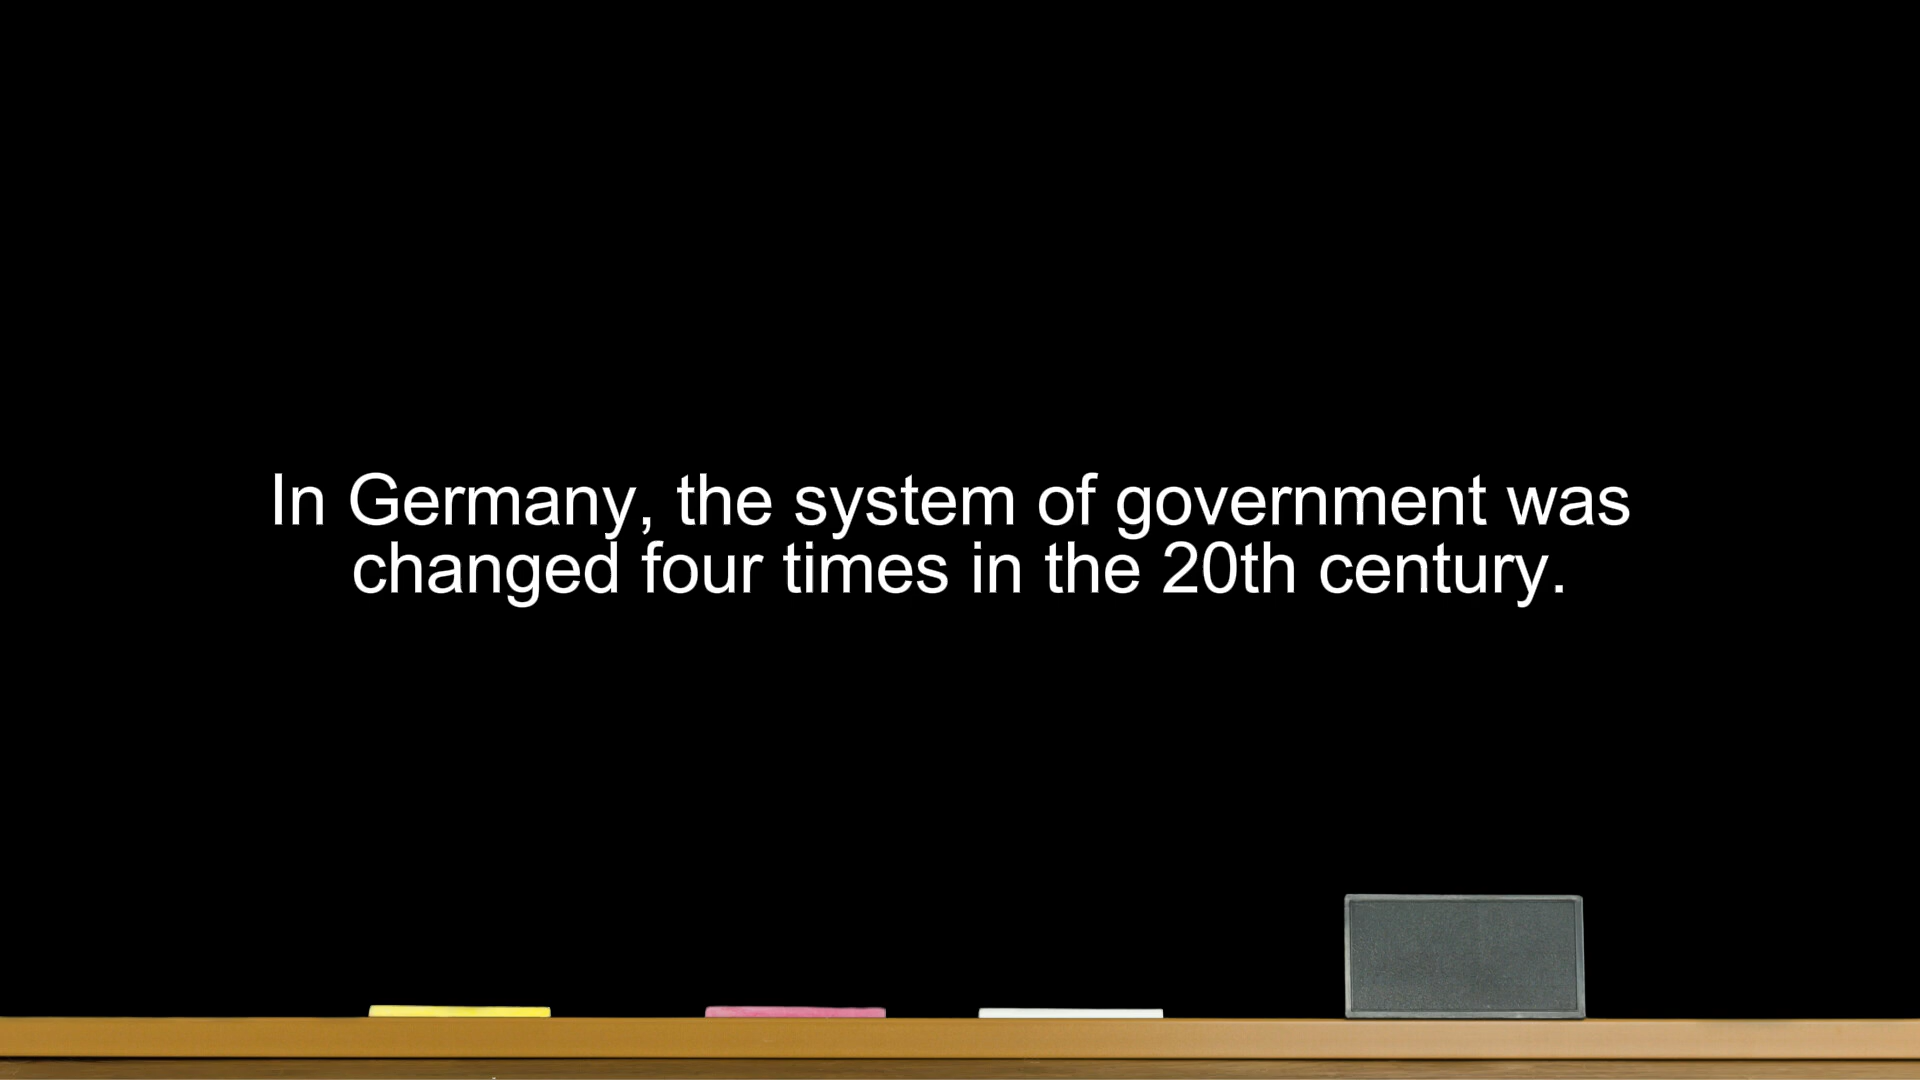 In Germany, the system of government was
changed four times in the 20th century.